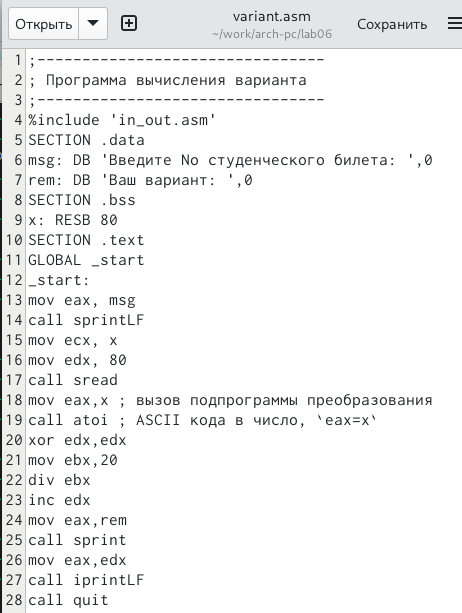 Открыть variant.asm Сохранить
~/work/arch-pc/lab06
1 ;-------------------------------
2 ; Программа вычисления варианта
3 ;-------------------------------
4 %include 'in_out.asm'
5 SECTION .data
6 msg: DB 'Введите No студенческого билета: ',0
7 rem: DB 'Ваш вариант: ',0
8 SECTION .bss
9 x: RESB 80
10 SECTION .text
11 GLOBAL _start
12 _start:
13 mov eax, msg
14 call sprintLF
15 mov ecx, x
16 mov edx, 80
17 call sread
18 mov eax,x ; вызов подпрограммы преобразования
19 call atoi ; ASCII кода в число, `eax=x`
20 xor edx,edx
21 mov ebx,20
22 div ebx
23 inc edx
24 mov eax,rem
25 call sprint
26 mov eax,edx
27 call iprintLF
28 call quit